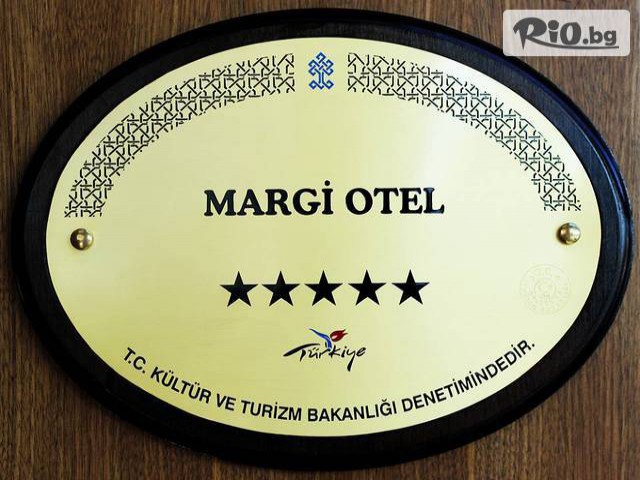 RiO.bg
MARGİ OTEL
Türkiye
T.C. KÜLTÜR VE TURİZM BAKANLIĞI DENETİMİNDEDİR.